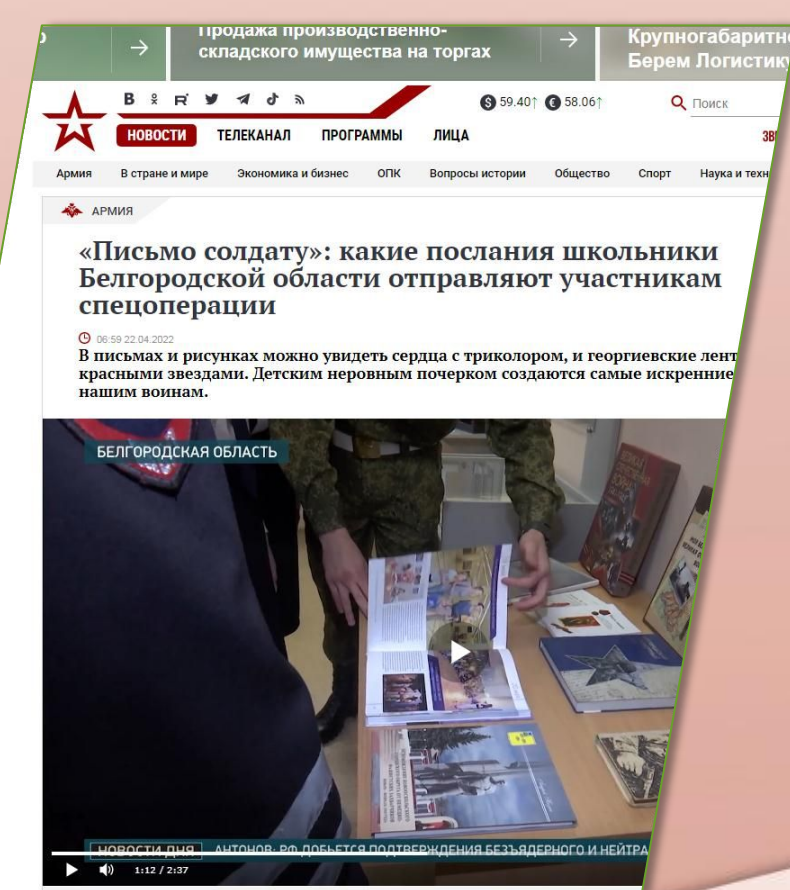 Продажа производственно-
складского имущества на торгах
Крупногабаритн
Берем Логистику
59.40↑ 58.06↑
Поиск
НОВОСТИ ТЕЛЕКАНАЛ ПРОГРАММЫ ЛИЦА
Армия В стране и мире Экономика и бизнес ОПК Вопросы истории Общество Спорт Наука и техн
АРМИЯ
«Письмо солдату»: какие послания школьники
Белгородской области отправляют участникам
спецоперации
06:59 22.04.2022
В письмах и рисунках можно увидеть сердца с триколором, и георгиевские лент
красными звездами. Детским неровным почерком создаются самые искренние
нашим воинам.
БЕЛГОРОДСКАЯ ОБЛАСТЬ
НОВОСТИ ДНЯ АНТОНОВ: РФ ДОБЬЕТСЯ ПОДТВЕРЖДЕНИЯ БЕЗЪЯДЕРНОГО И НЕЙТРА
1:12 / 2:37